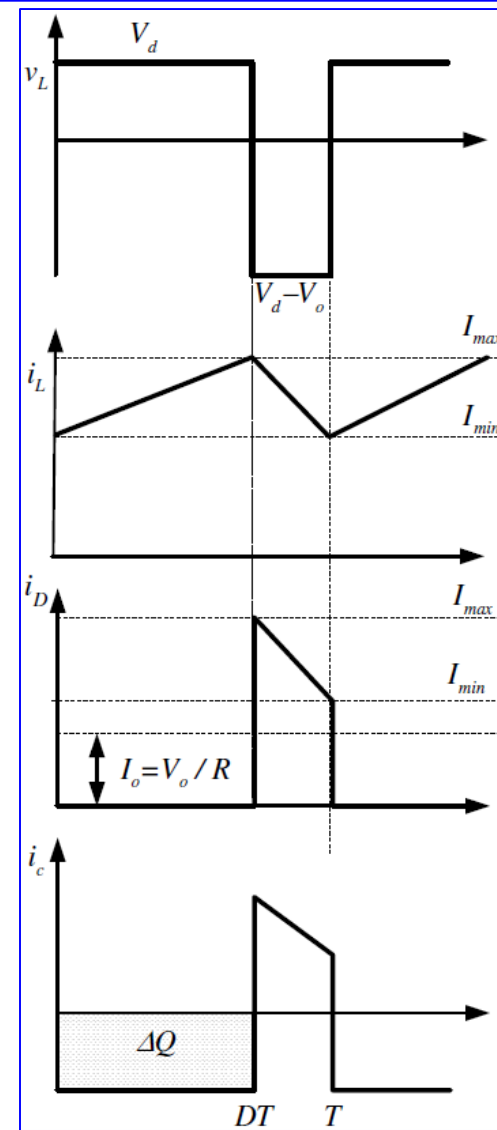 V_d
v_L
V_d–V_o
I_max
i_L
I_min
i_D
I_max
I_min
I_o=V_o / R
i_c
ΔQ
DT T